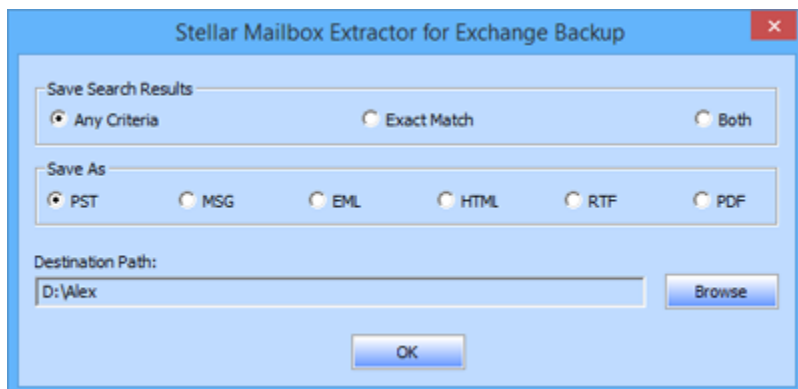 Stellar Mailbox Extractor for Exchange Backup
Save Search Results
Any Criteria Exact Match Both
Save As
PST MSG EML HTML RTF PDF
Destination Path:
D:\Alex Browse
OK